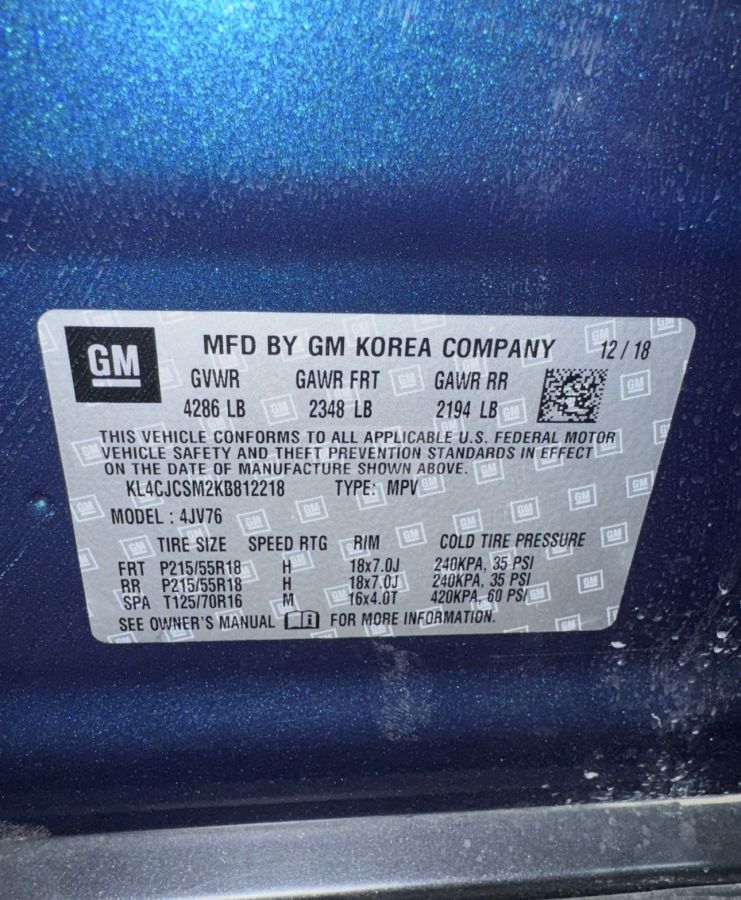 GM MFD BY GM KOREA COMPANY 12 / 18
GVWR GAWR FRT GAWR RR
4286 LB 2348 LB 2194 LB
THIS VEHICLE CONFORMS TO ALL APPLICABLE U.S. FEDERAL MOTOR
VEHICLE SAFETY AND THEFT PREVENTION STANDARDS IN EFFECT
ON THE DATE OF MANUFACTURE SHOWN ABOVE.
KL4CJCSM2KB812218 TYPE: MPV
MODEL : 4JV76
TIRE SIZE SPEED RTG RIM COLD TIRE PRESSURE
FRT P215/55R18 H 18x7.0J 240KPA, 35 PSI
RR P215/55R18 H 18x7.0J 240KPA, 35 PSI
SPA T125/70R16 M 16x4.0T 420KPA, 60 PSI
SEE OWNER'S MANUAL i FOR MORE INFORMATION.